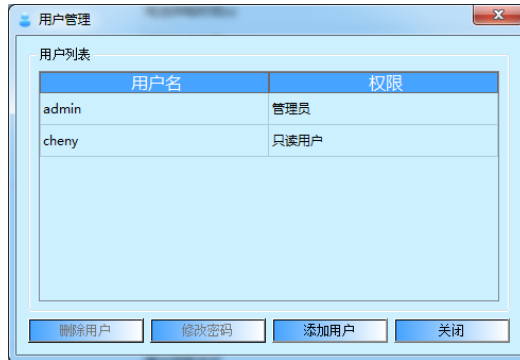 用户管理
用户列表
用户名 权限
admin 管理员
cheny 只读用户
删除用户 修改密码 添加用户 关闭